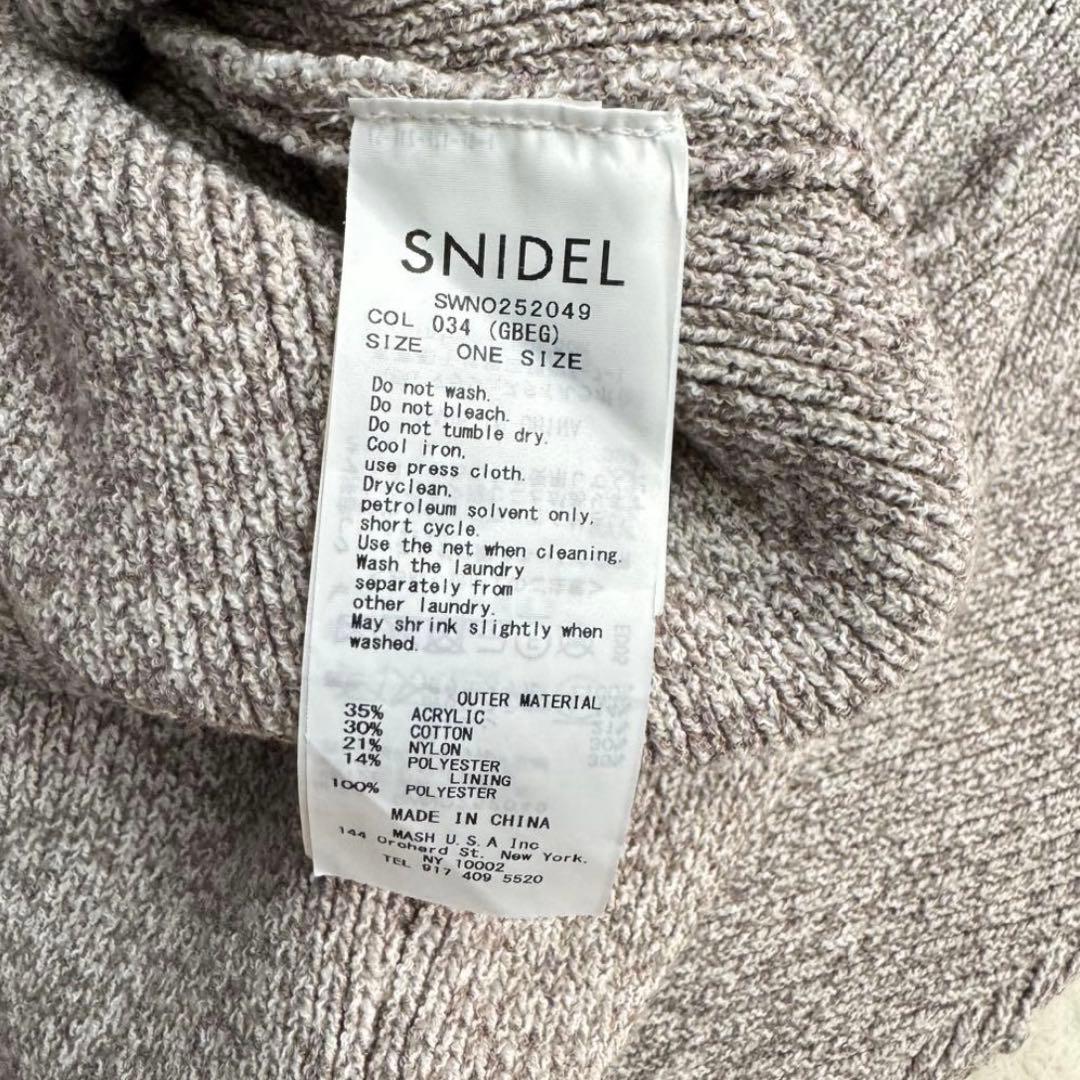 SNIDEL
SWNO252049
COL 034 (GBEG)
SIZE ONE SIZE
Do not wash.
Do not bleach.
Do not tumble dry.
Cool iron,
use press cloth.
Dryclean,
petroleum solvent only,
short cycle.
Use the net when cleaning.
Wash the laundry
separately from
other laundry.
May shrink slightly when
washed.
OUTER MATERIAL
35% ACRYLIC
30% COTTON
21% NYLON
14% POLYESTER
LINING
100% POLYESTER
MADE IN CHINA
MASH U.S.A Inc
144 Orchard St. New York.
NY 10002
TEL 917 409 5520